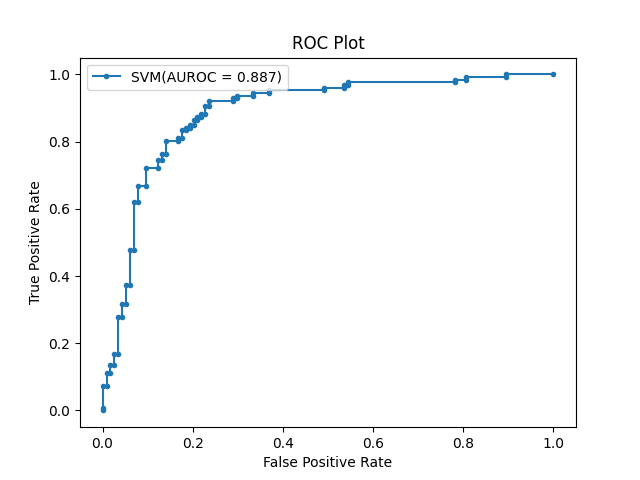 ROC Plot
SVM(AUROC = 0.887)
1.0
0.8
0.6
0.4
0.2
0.0
True Positive Rate
0.0 0.2 0.4 0.6 0.8 1.0
False Positive Rate